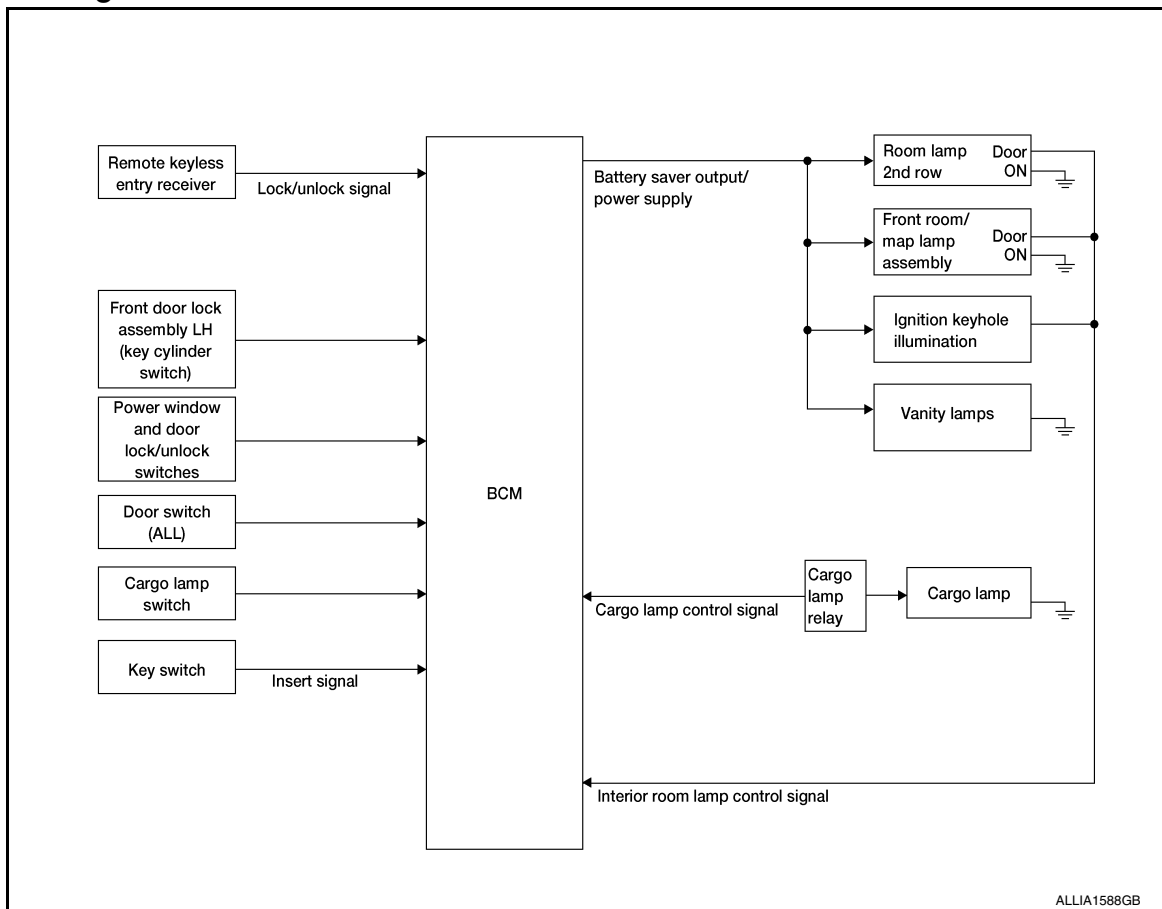 Remote keyless
entry receiver
Lock/unlock signal
Front door lock
assembly LH
(key cylinder
switch)
Power window
and door
lock/unlock
switches
Door switch
(ALL)
Cargo lamp
switch
Key switch
Insert signal
BCM
Battery saver output/
power supply
Room lamp
2nd row
Door
ON
Front room/
map lamp
assembly
Door
ON
Ignition keyhole
illumination
Vanity lamps
Cargo lamp control signal
Cargo
lamp
relay
Cargo lamp
Interior room lamp control signal
ALLIA1588GB